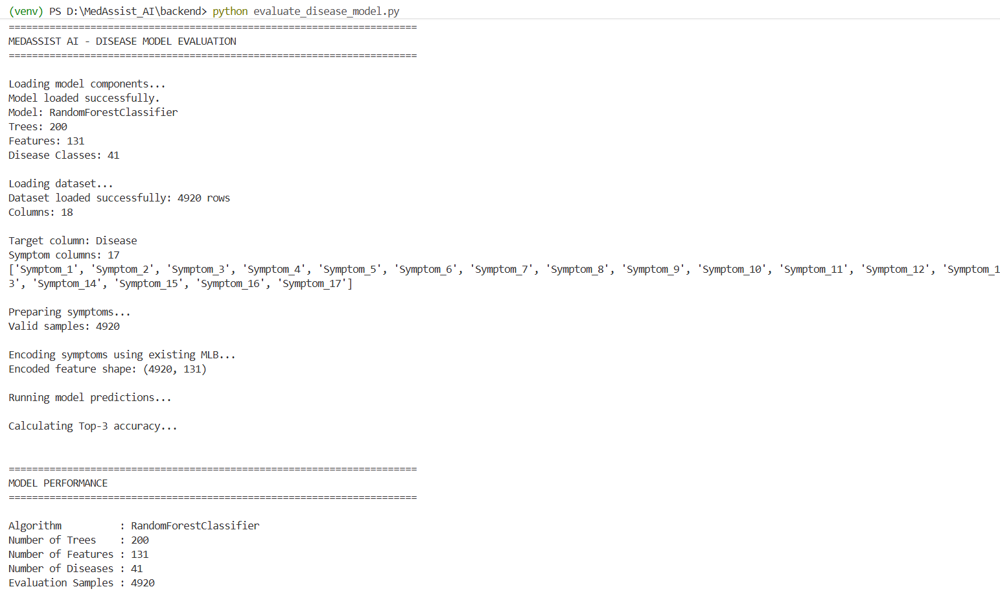 (venv) PS D:\MedAssist_AI\backend> python evaluate_disease_model.py
======================================================================
MEDASSIST AI - DISEASE MODEL EVALUATION
======================================================================
Loading model components...
Model loaded successfully.
Model: RandomForestClassifier
Trees: 200
Features: 131
Disease Classes: 41
Loading dataset...
Dataset loaded successfully: 4920 rows
Columns: 18
Target column: Disease
Symptom columns: 17
['Symptom_1', 'Symptom_2', 'Symptom_3', 'Symptom_4', 'Symptom_5', 'Symptom_6', 'Symptom_7', 'Symptom_8', 'Symptom_9', 'Symptom_10', 'Symptom_11', 'Symptom_12', 'Symptom_1
3', 'Symptom_14', 'Symptom_15', 'Symptom_16', 'Symptom_17']
Preparing symptoms...
Valid samples: 4920
Encoding symptoms using existing MLB...
Encoded feature shape: (4920, 131)
Running model predictions...
Calculating Top-3 accuracy...
======================================================================
MODEL PERFORMANCE
======================================================================
Algorithm          : RandomForestClassifier
Number of Trees    : 200
Number of Features : 131
Number of Diseases : 41
Evaluation Samples : 4920